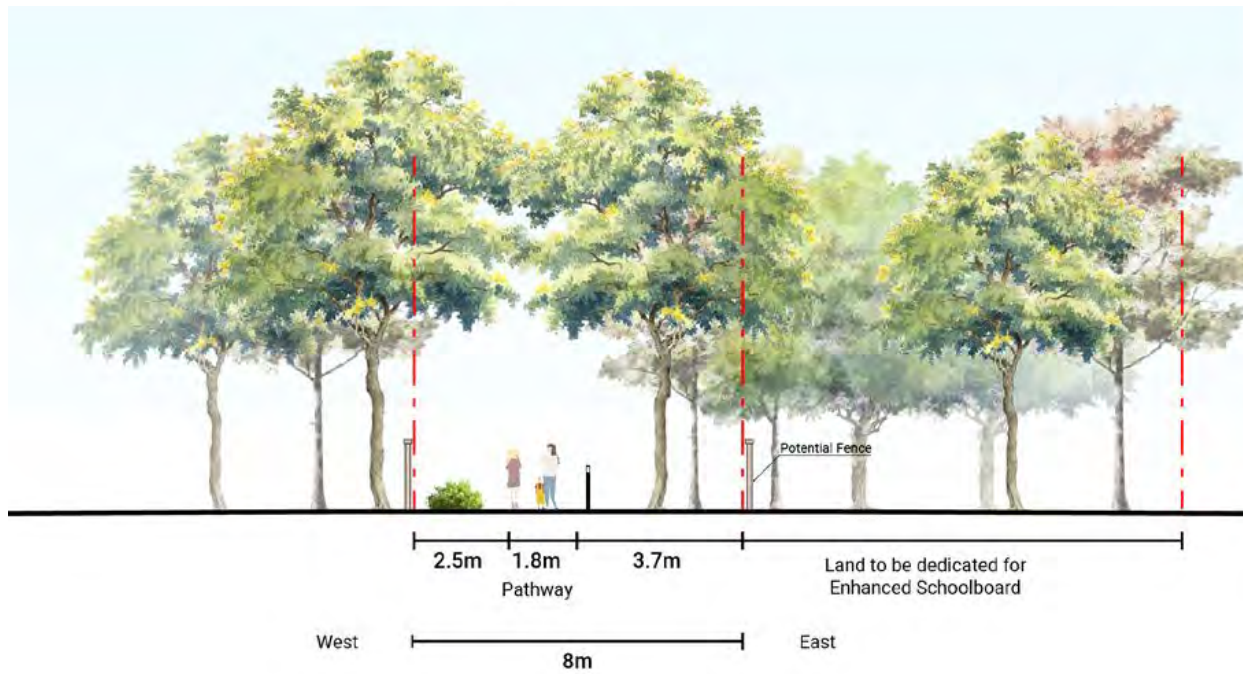 Potential Fence
2.5m
1.8m
3.7m
Pathway
Land to be dedicated for
Enhanced Schoolboard
West
East
8m